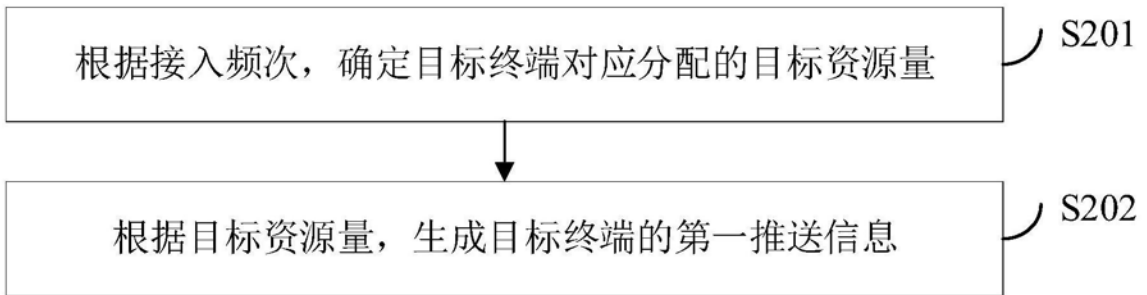 根据接入频次，确定目标终端对应分配的目标资源量
S201
根据目标资源量，生成目标终端的第一推送信息
S202